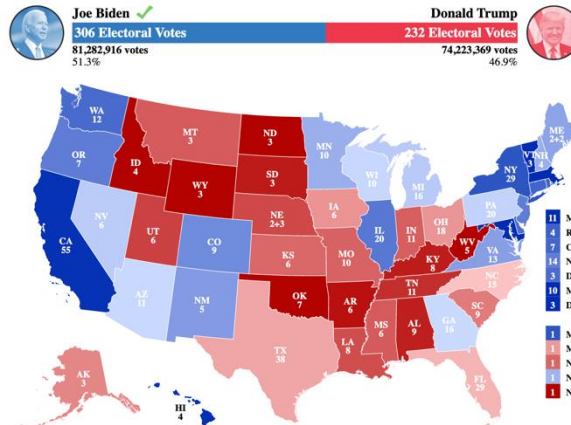 Joe Biden
Donald Trump
306 Electoral Votes
232 Electoral Votes
81,282,916 votes
74,223,369 votes
51.3%
46.9%
WA
12
OR
7
CA
55
NV
6
ID
4
MT
3
WY
3
UT
6
AZ
11
CO
9
NM
5
ND
3
SD
3
NE
2+3
KS
6
OK
7
TX
38
MN
10
IA
6
MO
10
AR
6
LA
8
WI
10
IL
20
MI
16
IN
11
OH
18
KY
8
TN
11
MS
6
AL
9
GA
16
FL
29
SC
9
NC
15
VA
13
WV
5
PA
20
NY
29
VT
3
NH
4
ME
2+2
AK
3
HI
4
11 M
4 R
7 C
14 N
3 D
10 M
3 D
1 M
1 M
1 N
1 N
1 N